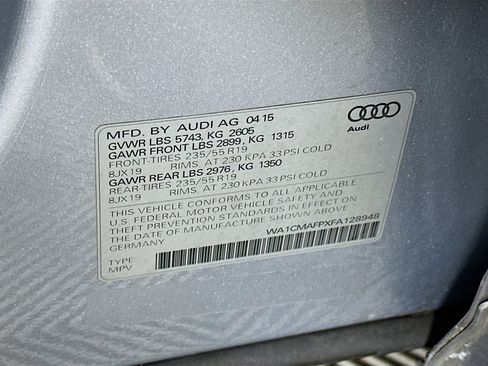 MFD. BY AUDI AG 04 15
GVWR LBS 5743, KG 2605
GAWR FRONT LBS 2899, KG 1315
FRONT-TIRES 235/55 R19
8JX19 RIMS. AT 230 KPA 33 PSI COLD
GAWR REAR LBS 2976, KG 1350
REAR-TIRES 235/55 R19
8JX19 RIMS. AT 230 KPA 33 PSI COLD
THIS VEHICLE CONFORMS TO ALL APPLICABLE
U.S. FEDERAL MOTOR VEHICLE SAFETY AND
THEFT PREVENTION STANDARDS IN EFFECT ON
THE DATE OF MANUFACTURE SHOWN ABOVE
GERMANY
WA1CMAFPXFA128948
TYPE
MPV
Audi